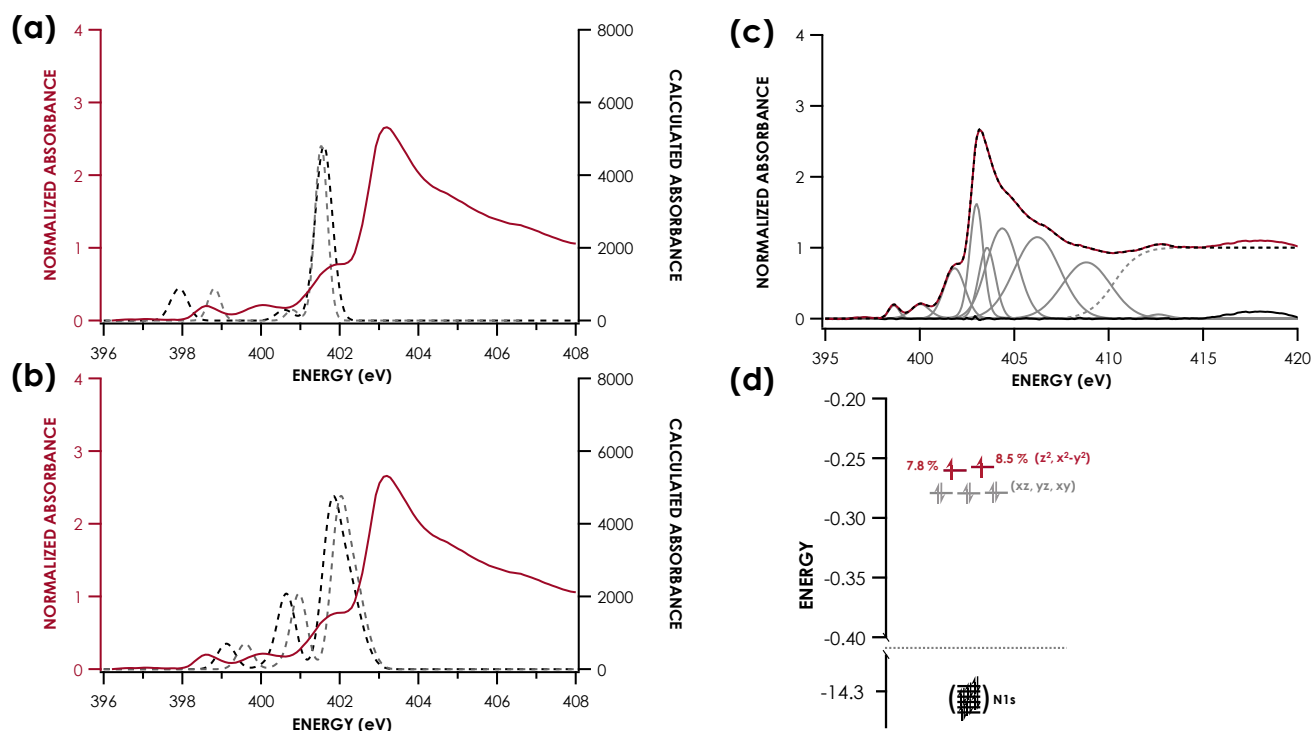 (a)
NORMALIZED ABSORBANCE
4
3
2
1
0
8000
6000
4000
2000
0
CALCULATED ABSORBANCE
396 398 400 402 404 406 408
ENERGY (eV)
(b)
NORMALIZED ABSORBANCE
4
3
2
1
0
8000
6000
4000
2000
0
CALCULATED ABSORBANCE
396 398 400 402 404 406 408
ENERGY (eV)
(c)
NORMALIZED ABSORBANCE
4
3
2
1
0
395 400 405 410 415 420
ENERGY (eV)
(d)
ENERGY
-0.20
-0.25
-0.30
-0.35
-0.40
-14.3
7.8 %
8.5 % (z², x²-y²)
(xz, yz, xy)
( ) N1s